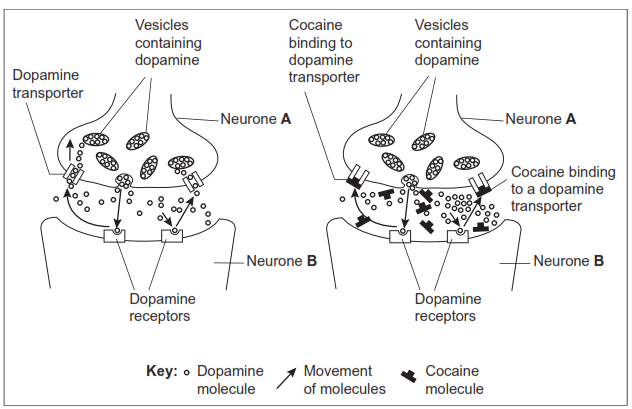 Vesicles
containing
dopamine
Dopamine
transporter
Neurone A
Neurone B
Dopamine
receptors
Cocaine
binding to
dopamine
transporter
Vesicles
containing
dopamine
Neurone A
Cocaine binding
to a dopamine
transporter
Neurone B
Dopamine
receptors
Key: Dopamine
molecule
Movement
of molecules
Cocaine
molecule